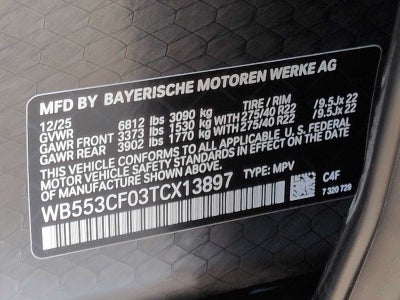 MFD BY BAYERISCHE MOTOREN WERKE AG
12/25 TIRE / RIM
GVWR 6812 lbs 3090 kg
GAWR FRONT 3373 lbs 1530 kg WITH 275/40 R22 /9.5Jx 22
GAWR REAR 3902 lbs 1770 kg WITH 275/40 R22 /9.5Jx 22
THIS VEHICLE CONFORMS TO ALL APPLICABLE U.S. FEDERAL
MOTOR VEHICLE SAFETY STANDARDS IN EFFECT ON THE DATE
OF MANUFACTURE SHOWN ABOVE.
WB553CF03TCX13897 TYPE: MPV
C4F
7 320 729